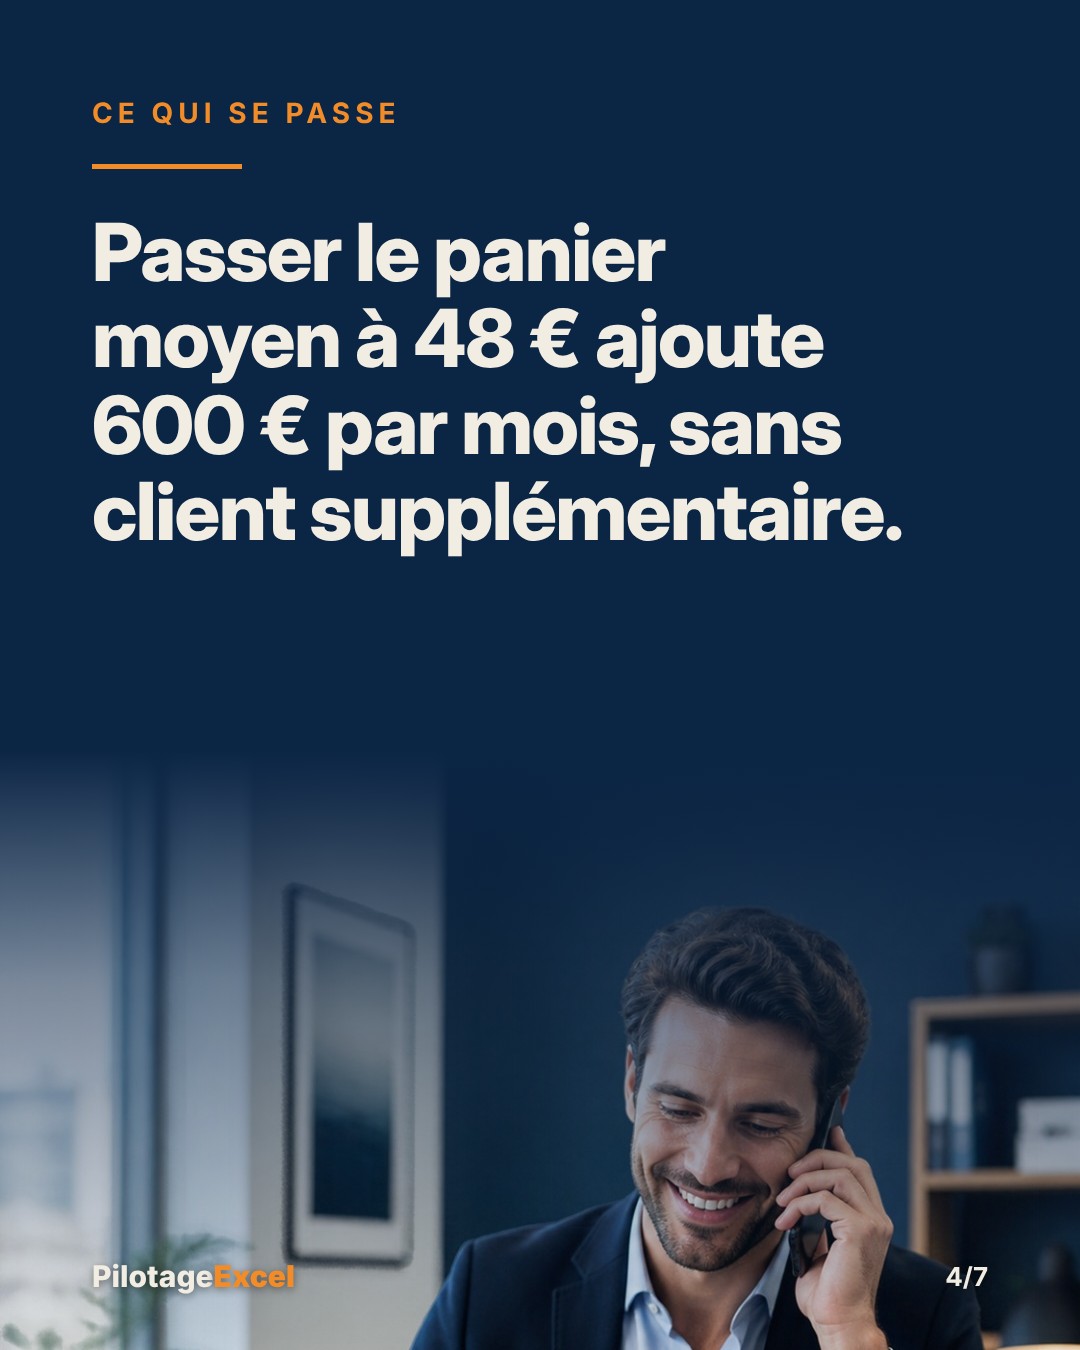 CE QUI SE PASSE
Passer le panier
moyen à 48 € ajoute
600 € par mois, sans
client supplémentaire.
PilotageExcel
4/7